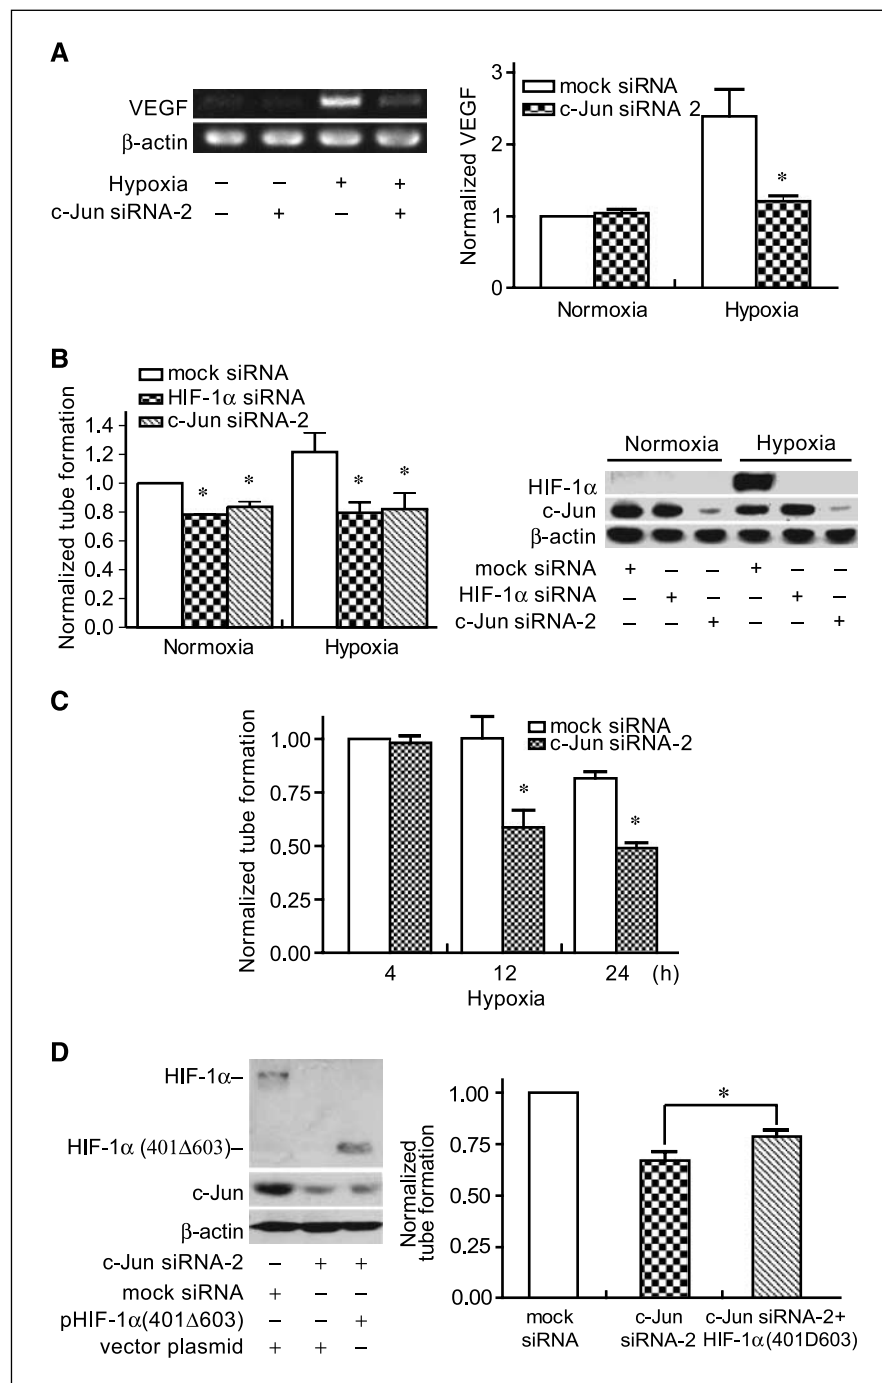 A
VEGF
β-actin
Hypoxia – – + +
c-Jun siRNA-2 – + – +
Normalized VEGF
3
2
1
0
mock siRNA
c-Jun siRNA 2
*
Normoxia Hypoxia
B
mock siRNA
HIF-1α siRNA
c-Jun siRNA-2
Normalized tube formation
1.4
1.2
1.0
0.8
0.6
0.4
0.2
0.0
* * * *
Normoxia Hypoxia
Normoxia Hypoxia
HIF-1α
c-Jun
β-actin
mock siRNA + – – + – –
HIF-1α siRNA – + – – + –
c-Jun siRNA-2 – – + – – +
C
Normalized tube formation
1.00
0.75
0.50
0.25
0.00
mock siRNA
c-Jun siRNA-2
*
*
4 12 24 (h)
Hypoxia
D
HIF-1α–
HIF-1α (401Δ603)–
c-Jun
β-actin
c-Jun siRNA-2 – + +
mock siRNA + – –
pHIF-1α(401Δ603) – – +
vector plasmid + + –
Normalized
tube formation
1.00
0.75
0.50
0.25
0.00
*
mock
siRNA
c-Jun
siRNA-2
c-Jun siRNA-2+
HIF-1α(401D603)